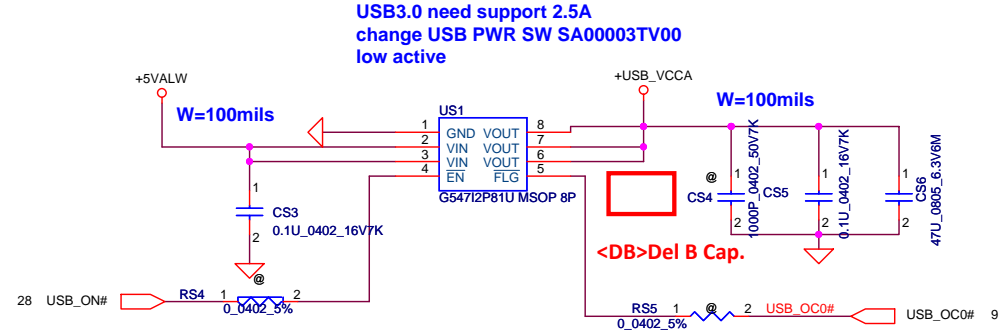 USB3.0 need support 2.5A
change USB PWR SW SA00003TV00
low active
+5VALW
+USB_VCCA
W=100mils
W=100mils
US1
1 GND VOUT 8
2 VIN VOUT 7
3 VIN VOUT 6
4 EN FLG 5
G547I2P81U MSOP 8P
1
CS3
0.1U_0402_16V7K
2
@
1
CS4
2
1000P_0402_50V7K
1
CS5
2
0.1U_0402_16V7K
1
CS6
2
47U_0805_6.3V6M
<DB>Del B Cap.
@
28 USB_ON# RS4 1 2
0_0402_5%
RS5 1 @ 2 USB_OC0# USB_OC0# 9
0_0402_5%